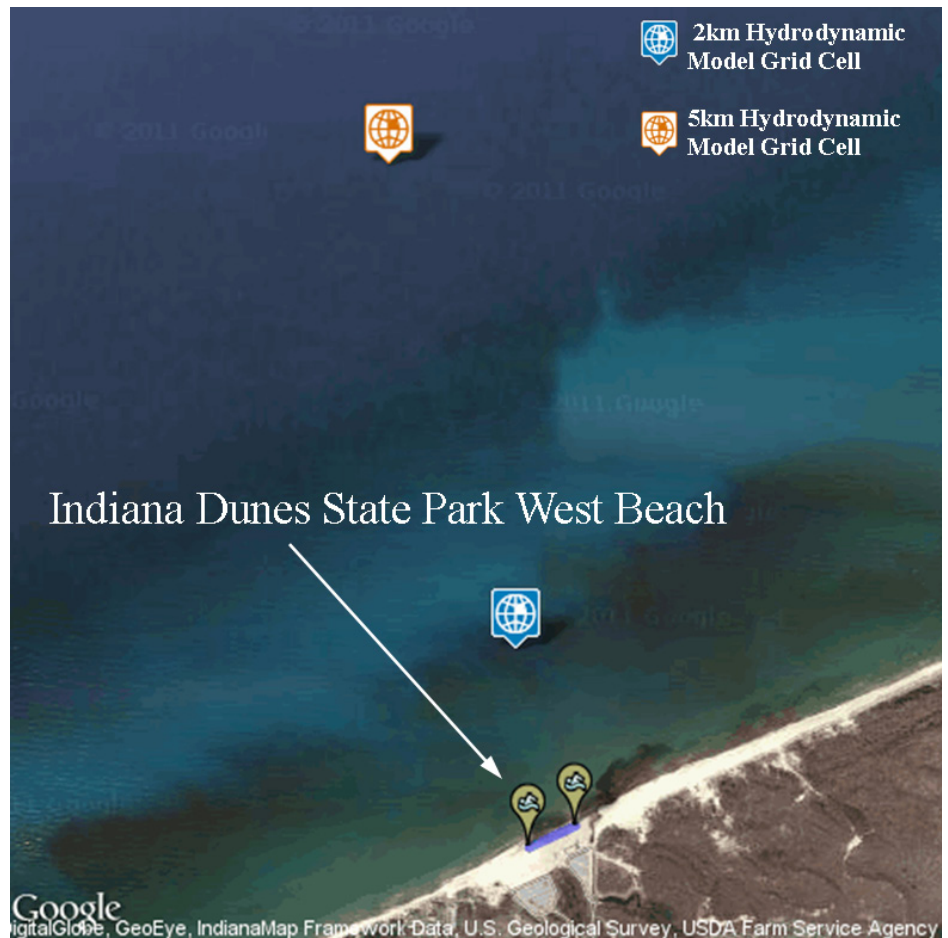 © 2011 Google
2km Hydrodynamic
Model Grid Cell
5km Hydrodynamic
Model Grid Cell
© 2011 Google
© 2011 Google
Google
2011 Google
Indiana Dunes State Park West Beach
2011 Google
Google
Google
igitalGlobe, GeoEye, IndianaMap Framework Data, U.S. Geological Survey, USDA Farm Service Agency